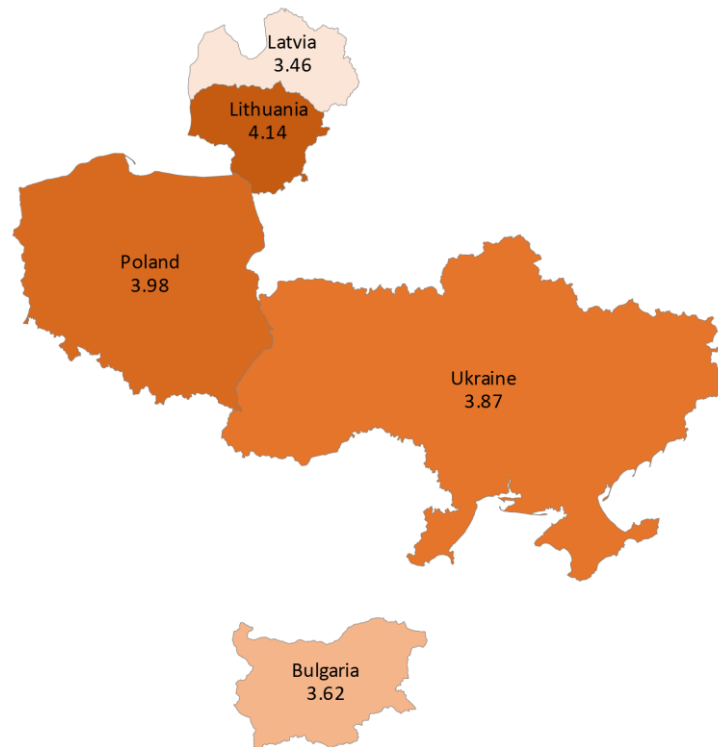 Latvia
3.46
Lithuania
4.14
Poland
3.98
Ukraine
3.87
Bulgaria
3.62